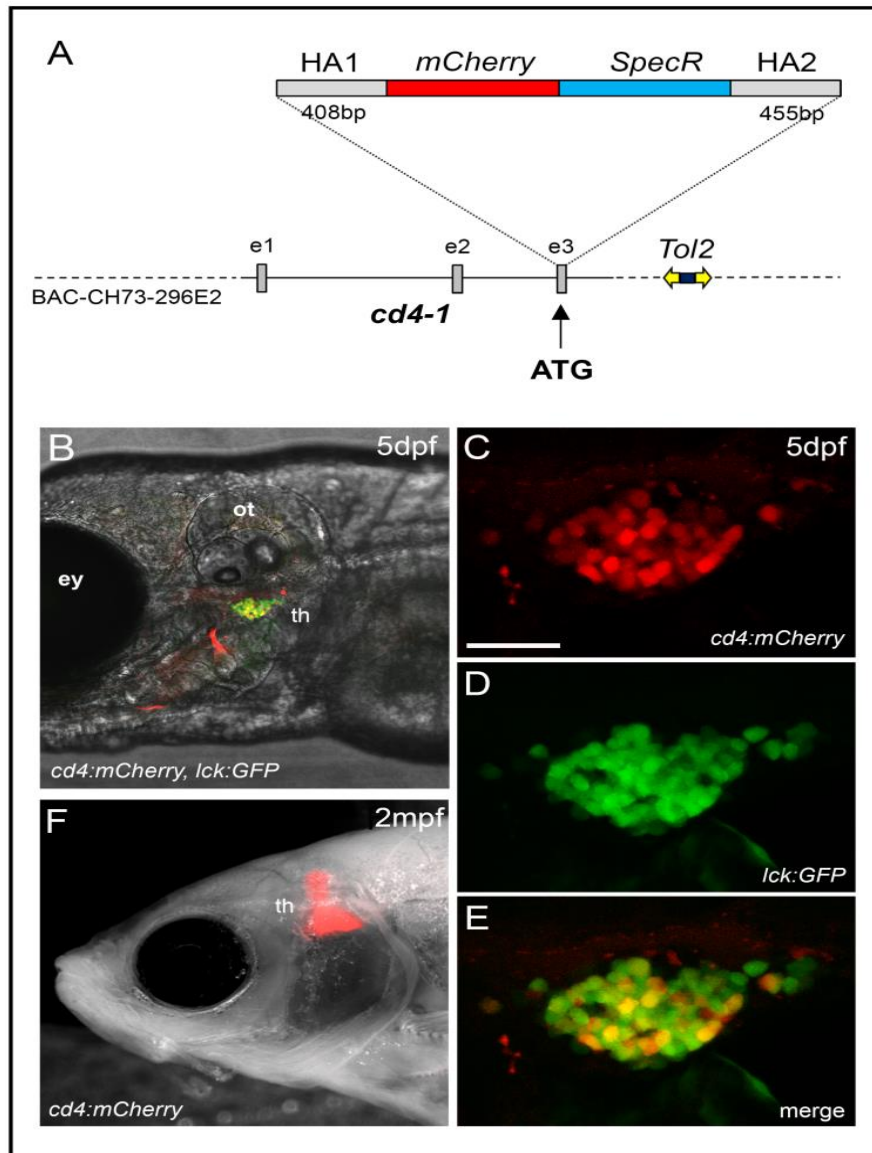 A
HA1 mCherry SpecR HA2
408bp 455bp
e1 e2 e3 Tol2
BAC-CH73-296E2
cd4-1
ATG
B 5dpf
ot
ey
th
cd4:mCherry, lck:GFP
C 5dpf
cd4:mCherry
D
lck:GFP
F 2mpf
th
cd4:mCherry
E
merge